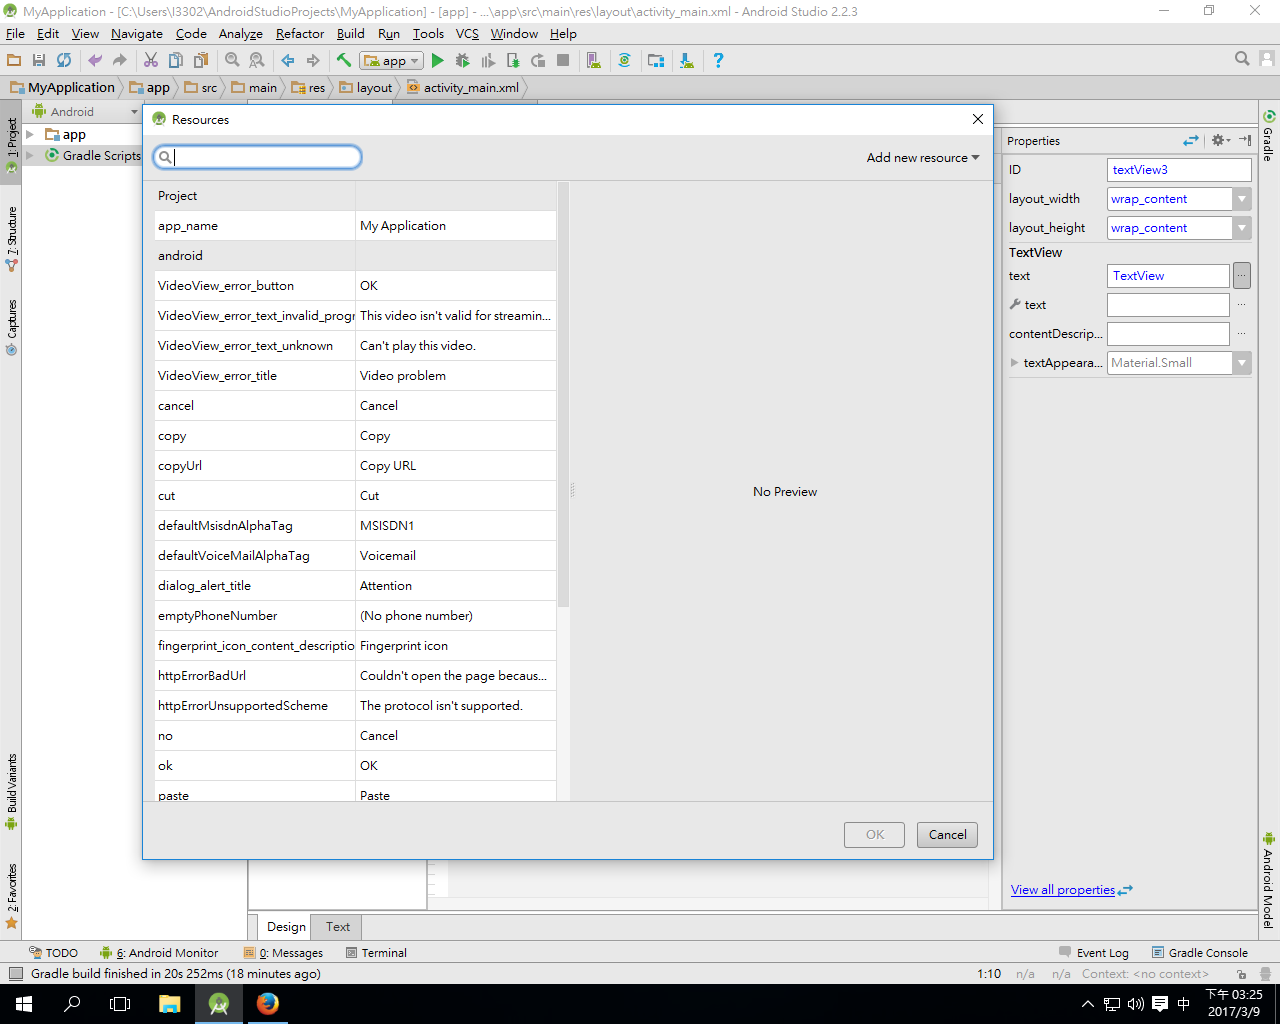 MyApplication - [C:\Users\I3302\AndroidStudioProjects\MyApplication] - [app] - ...\app\src\main\res\layout\activity_main.xml - Android Studio 2.2.3
File Edit View Navigate Code Analyze Refactor Build Run Tools VCS Window Help
app
MyApplication app src main res layout activity_main.xml
1: Project
7: Structure
Captures
Build Variants
2: Favorites
Android
app
Gradle Scripts
Resources
Add new resource
Project
app_name My Application
android
VideoView_error_button OK
VideoView_error_text_invalid_progr This video isn't valid for streamin...
VideoView_error_text_unknown Can't play this video.
VideoView_error_title Video problem
cancel Cancel
copy Copy
copyUrl Copy URL
cut Cut
defaultMsisdnAlphaTag MSISDN1
defaultVoiceMailAlphaTag Voicemail
dialog_alert_title Attention
emptyPhoneNumber (No phone number)
fingerprint_icon_content_descriptio Fingerprint icon
httpErrorBadUrl Couldn't open the page becaus...
httpErrorUnsupportedScheme The protocol isn't supported.
no Cancel
ok OK
paste Paste
No Preview
OK Cancel
Properties
ID textView3
layout_width wrap_content
layout_height wrap_content
TextView
text TextView ...
text ...
contentDescrip... ...
textAppeara... Material.Small
View all properties
Gradle
Android Model
Design Text
TODO 6: Android Monitor 0: Messages Terminal Event Log Gradle Console
Gradle build finished in 20s 252ms (18 minutes ago) 1:10 n/a n/a Context: <no context>
中
下午 03:25
2017/3/9